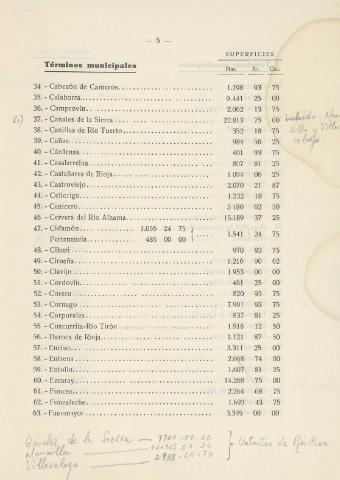 — 5 —
SUPERFICIES
Términos municipales Has. As. Cas.
34. - Cabezón de Cameros 1.198 93 75
35. - Calahorra 9.441 25 00
36. - Camprovín 2.062 13 75
37. - Canales de la Sierra 22.813 75 00
38. - Canillas de Río Tuerto 352 18 75
39. - Cañas 984 56 25
40. - Cárdenas 401 93 75
41. - Casalarreina 807 81 25
42. - Castañares de Rioja 1.094 06 25
43. - Castroviejo 2.070 21 87
44. - Cellorigo 1.232 18 75
45. - Cenicero 3.180 62 50
46. - Cervera del Río Alhama 15.189 37 25
47. - Cidamón 1.056 24 75
Pertenencia 485 00 00
1.541 24 75
48. - Cihuri 970 93 75
49. - Cirueña 1.216 90 62
50. - Clavijo 1.953 00 00
51. - Cordovín 461 25 00
52. - Corera 820 93 75
53. - Cornago 7.901 93 75
54. - Corporales 837 81 25
55. - Cuzcurrita-Río Tirón 1.918 12 50
56. - Daroca de Rioja 1.121 87 50
57. - Enciso 3.311 25 00
58. - Entrena 2.068 74 00
59. - Estollo 1.607 81 25
60. - Ezcaray 14.268 75 00
61. - Foncea 2.264 68 75
62. - Fonzaleche 1.693 43 75
63. - Fuenmayor 3.395 00 00
Canales de la Sierra
Mansilla
Villavelayo
Catastro de Rústica